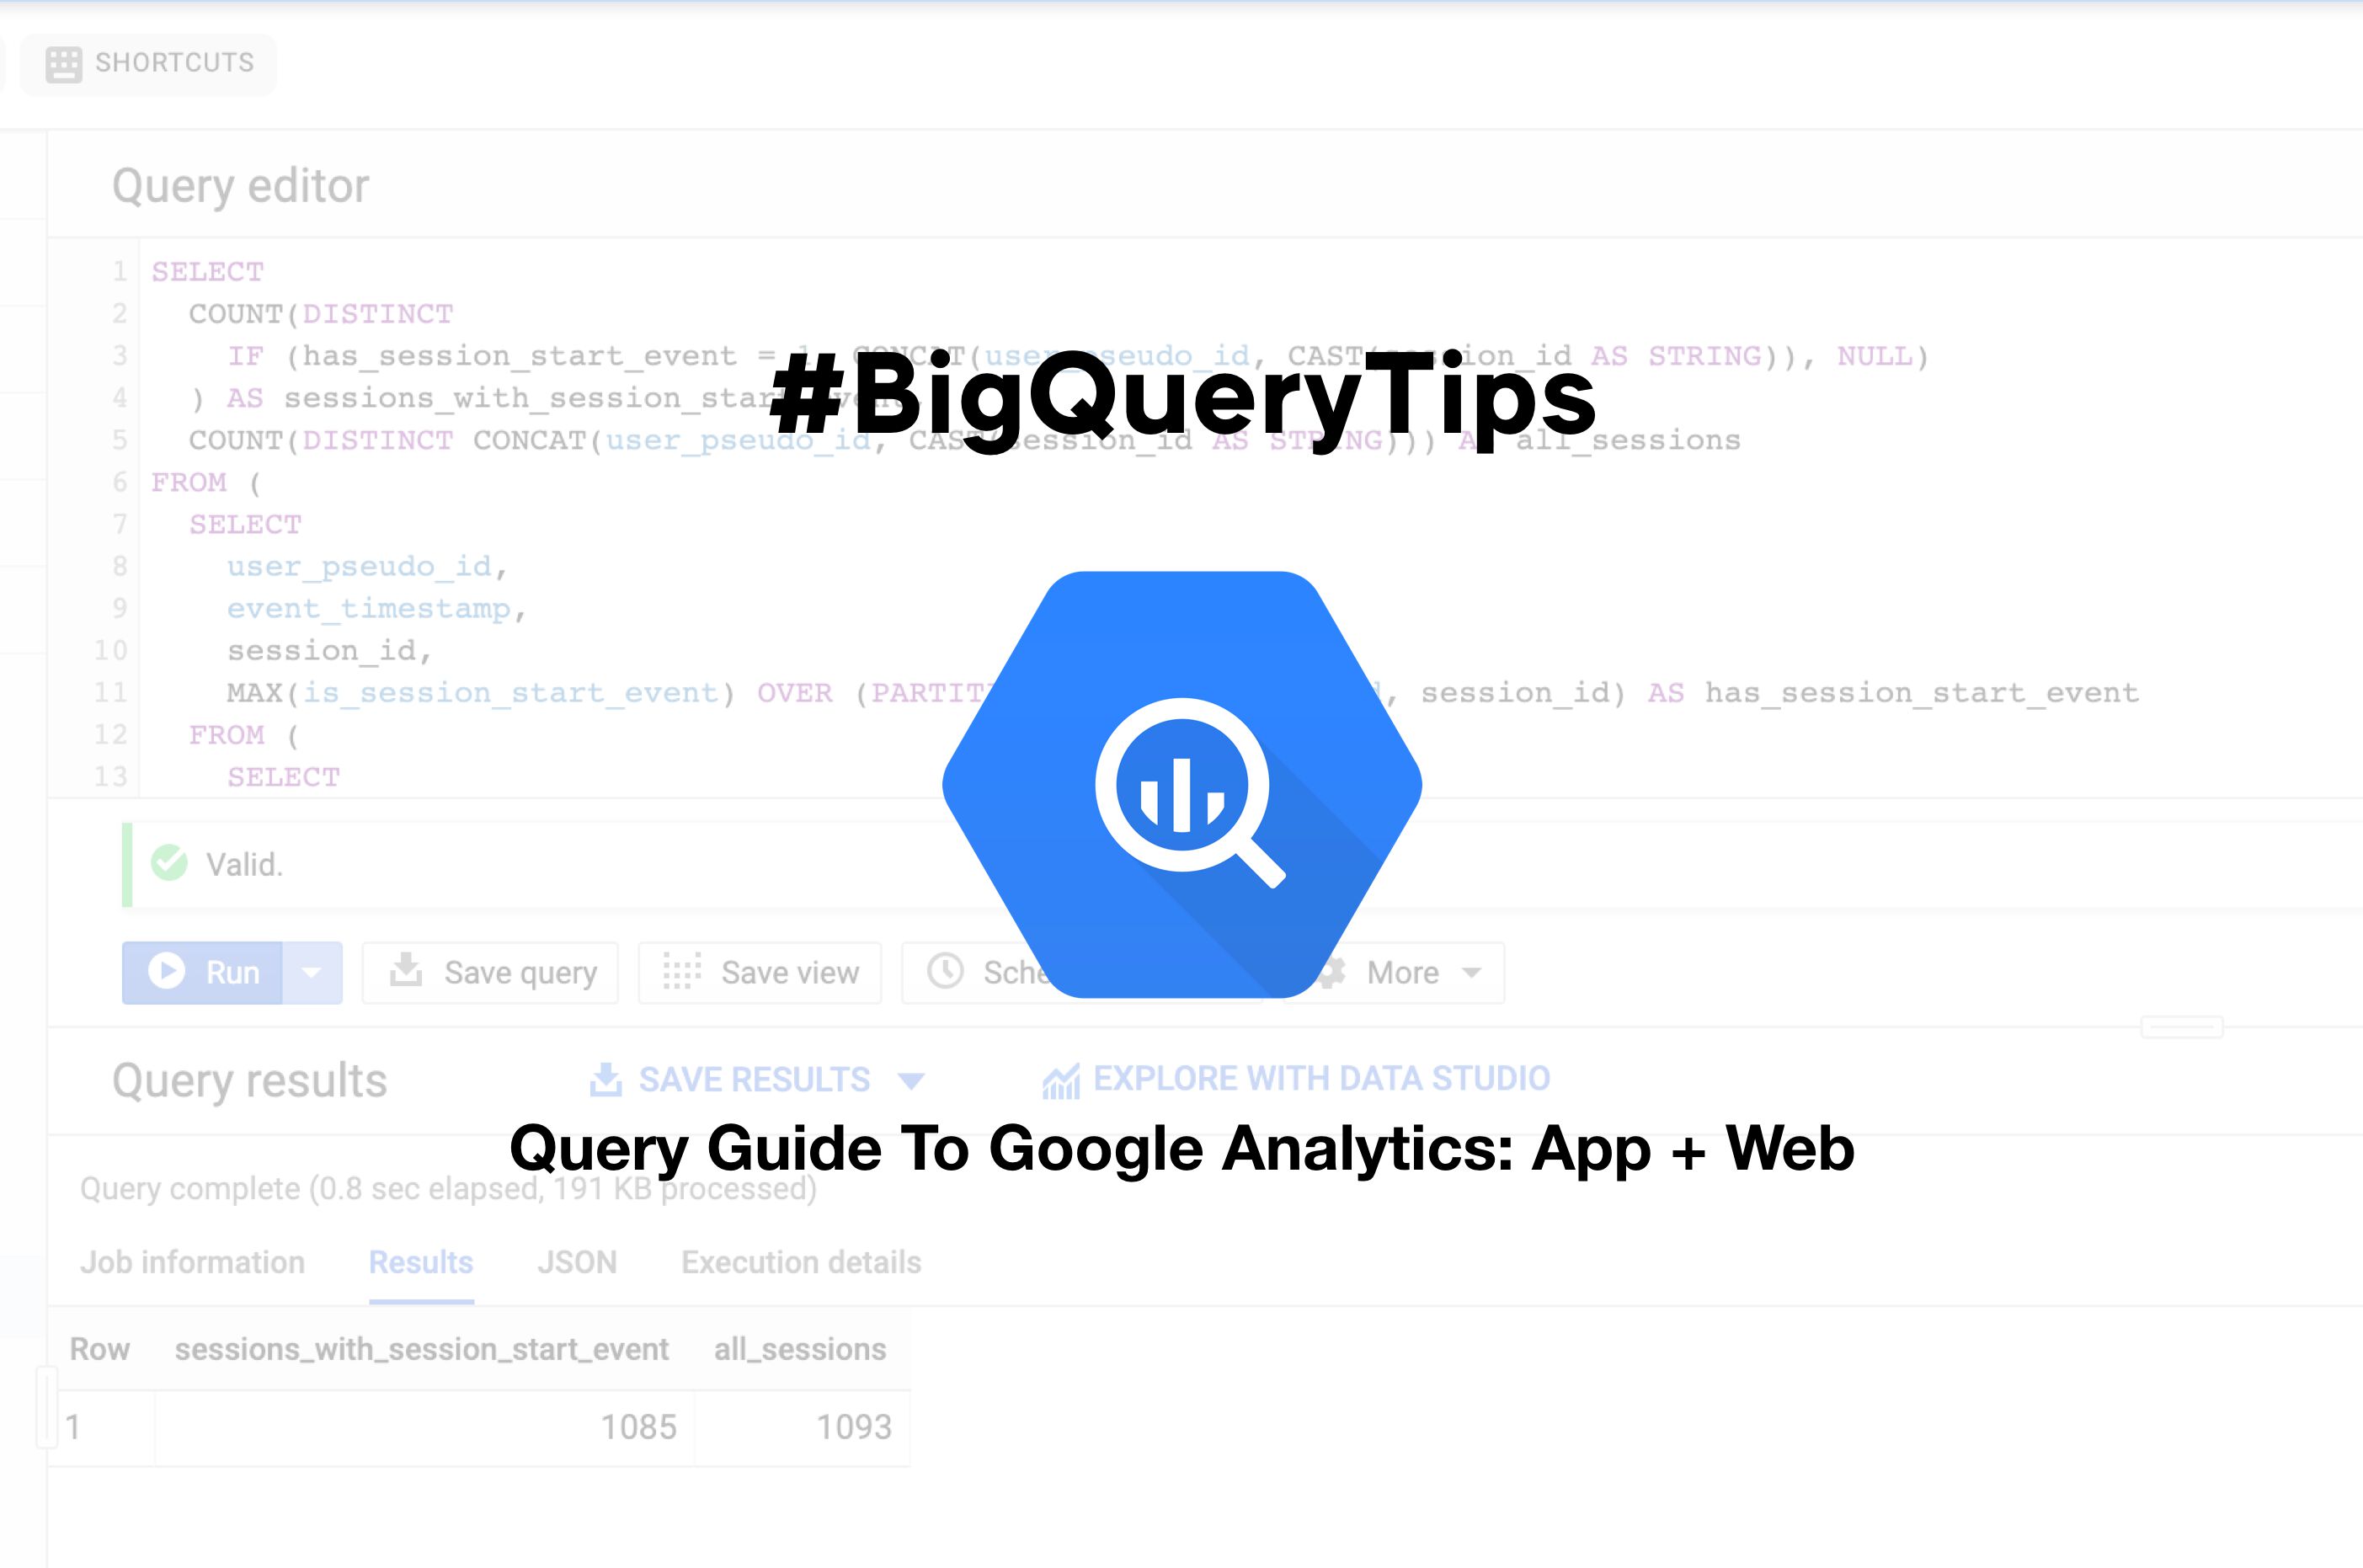 SHORTCUTS
Query editor
1 SELECT
2 COUNT(DISTINCT
3 IF (has_session_start_event = 1, CONCAT(user_pseudo_id, CAST(session_id AS STRING)), NULL)
#BigQueryTips
4 ) AS sessions_with_session_start_event,
5 COUNT(DISTINCT CONCAT(user_pseudo_id, CAST(session_id AS STRING))) AS all_sessions
6 FROM (
7 SELECT
8 user_pseudo_id,
9 event_timestamp,
10 session_id,
11 MAX(is_session_start_event) OVER ( , session_id) AS has_session_start_event
12 FROM (
13 SELECT
Valid.
Run Save query Save view More
Query results SAVE RESULTS EXPLORE WITH DATA STUDIO
Query Guide To Google Analytics: App + Web
Query complete (0.8 sec elapsed, 191 KB processed)
Job information Results JSON Execution details
Row sessions_with_session_start_event all_sessions
1 1085 1093